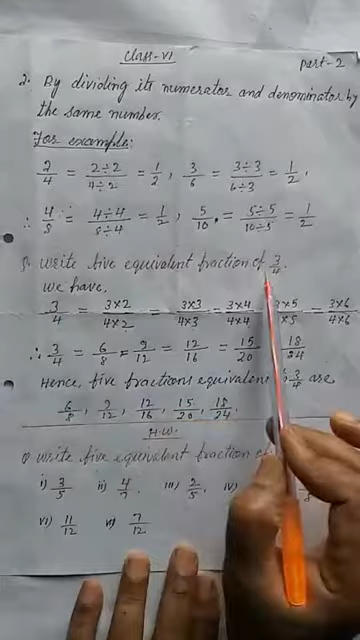 Class-VI
Part-2
2. By dividing its numerator and denominator by
the same number.
For example:
2/4 = 2÷2/4÷2 = 1/2, 3/6 = 3÷3/6÷3 = 1/2.
∴ 4/8 = 4÷4/8÷4 = 1/2, 5/10 = 5÷5/10÷5 = 1/2
Q. Write five equivalent fraction of 3/4.
We have,
3/4 = 3×2/4×2 = 3×3/4×3 = 3×4/4×4 = 3×5/4×5 = 3×6/4×6
∴ 3/4 = 6/8 = 9/12 = 12/16 = 15/20 = 18/24
Hence, five fractions equivalent 3/4 are
6/8, 9/12, 12/16, 15/20, 18/24.
H.W.
Q Write five equivalent fraction of
i) 3/5 ii) 4/7. iii) 2/5. iv)
vi) 11/12 v) 7/12